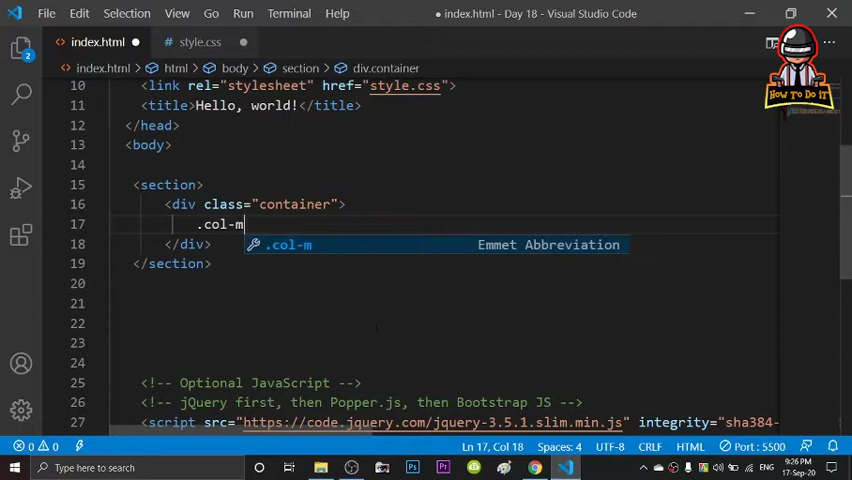 File Edit Selection View Go Run Terminal Help
● index.html - Day 18 - Visual Studio Code
<> index.html ●
# style.css ●
HOW TO DO IT
<> index.html > html > body > section > div.container
10 <link rel="stylesheet" href="style.css">
11 <title>Hello, world!</title>
12 </head>
13 <body>
14
15 <section>
16 <div class="container">
17 .col-m
18 </div>
.col-m Emmet Abbreviation
19 </section>
20
21
22
23
24
25 <!-- Optional JavaScript -->
26 <!-- jQuery first, then Popper.js, then Bootstrap JS -->
27 <script src="https://code.jquery.com/jquery-3.5.1.slim.min.js" integrity="sha384-
2
0 0 Ln 17, Col 18 Spaces: 4 UTF-8 CRLF HTML Port : 5500
Type here to search
Ps Pr
ENG
9:26 PM
17-Sep-20